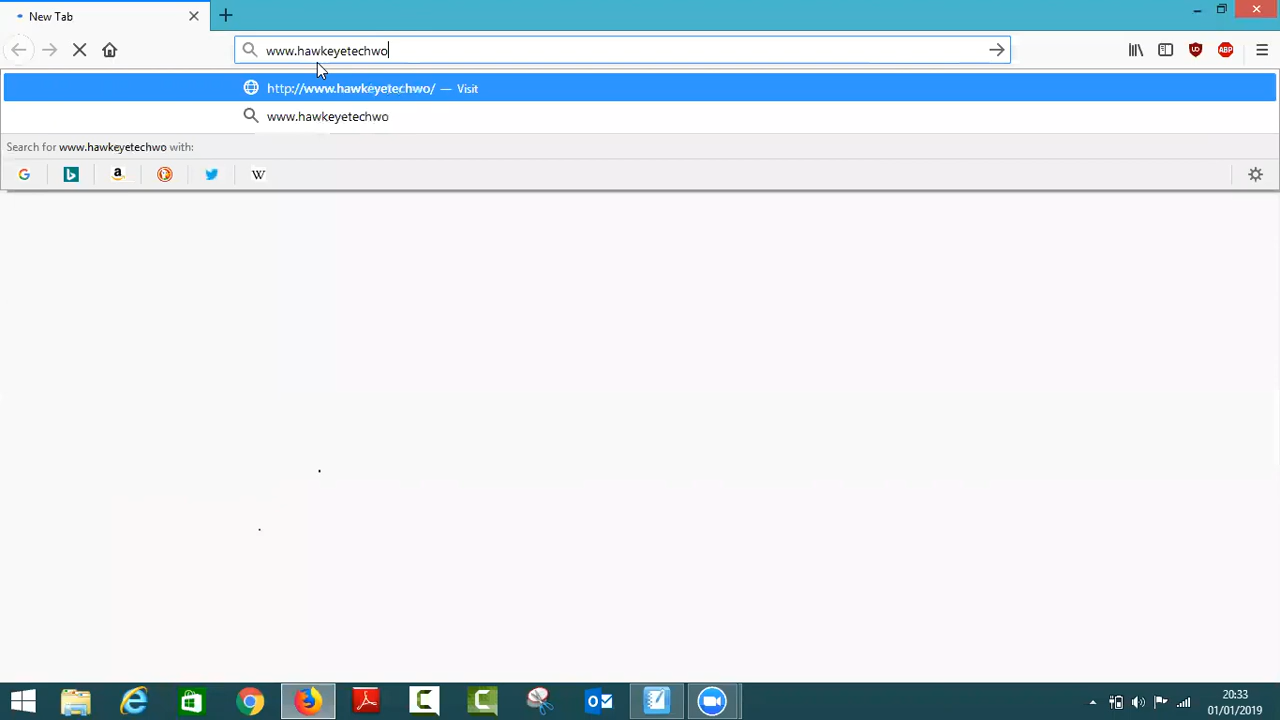 New Tab
www.hawkeyetechwo
http://www.hawkeyetechwo/ — Visit
www.hawkeyetechwo
Search for www.hawkeyetechwo with:
20:33
01/01/2019